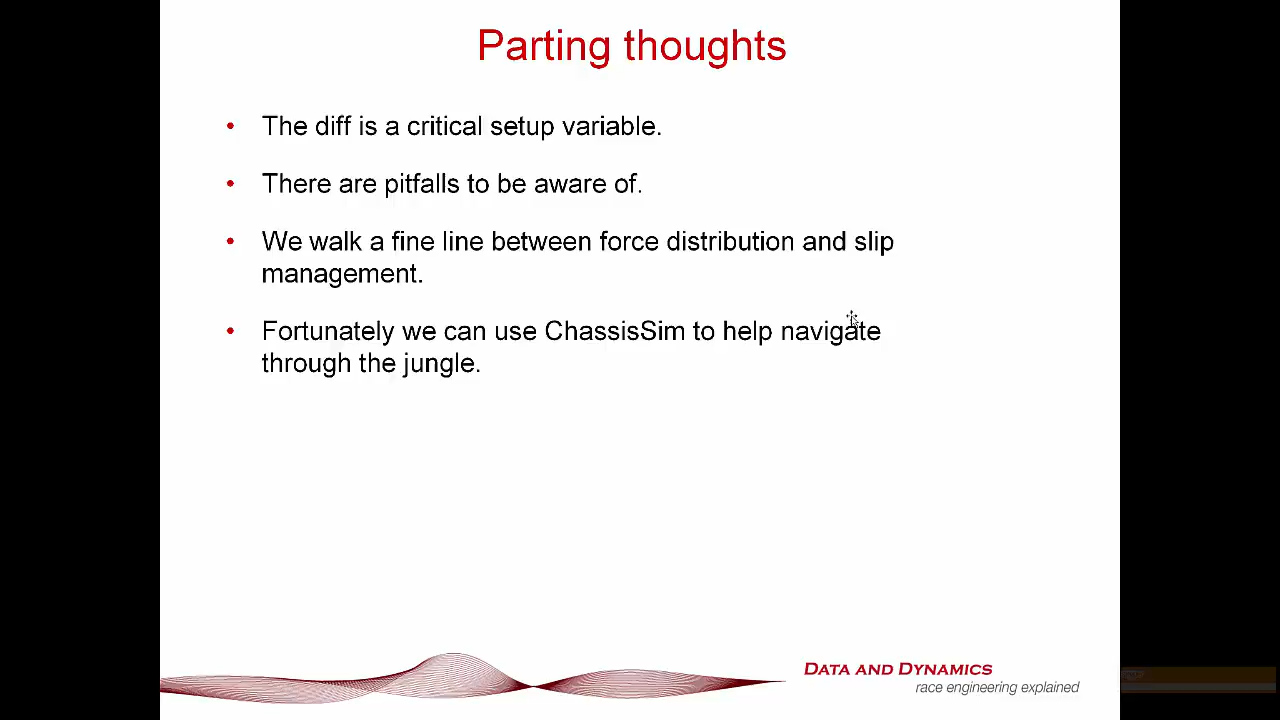 Parting thoughts
• The diff is a critical setup variable.
• There are pitfalls to be aware of.
• We walk a fine line between force distribution and slip
management.
• Fortunately we can use ChassisSim to help navigate
through the jungle.
DATA AND DYNAMICS
race engineering explained